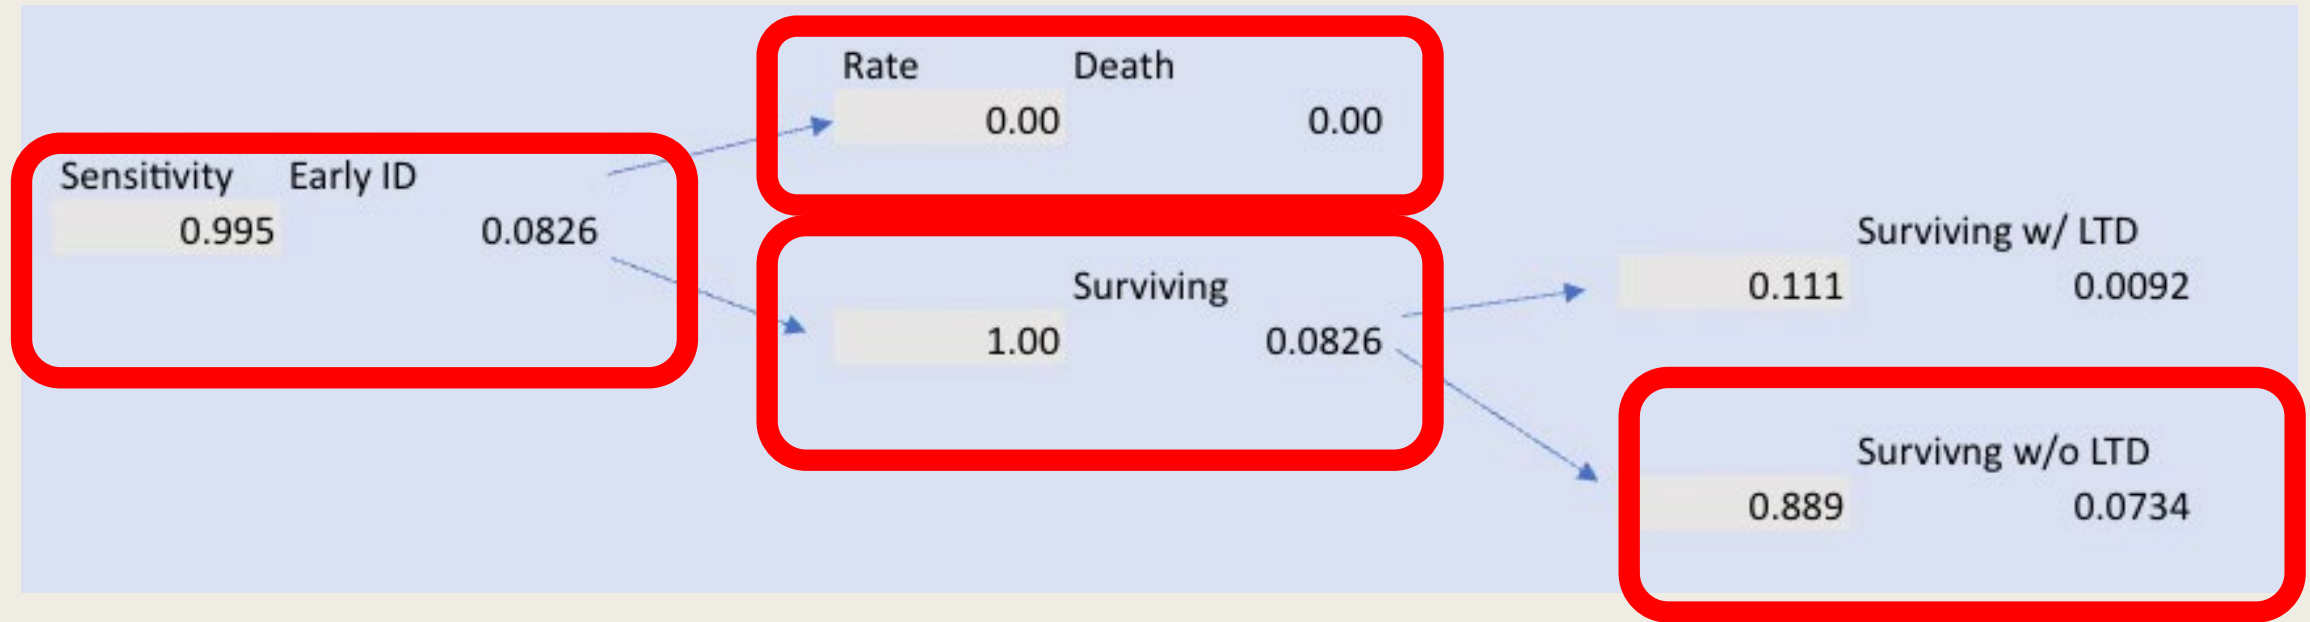 Rate Death
0.00 0.00
Sensitivity Early ID
0.995 0.0826
Surviving w/ LTD
0.111 0.0092
Surviving
1.00 0.0826
Survivng w/o LTD
0.889 0.0734